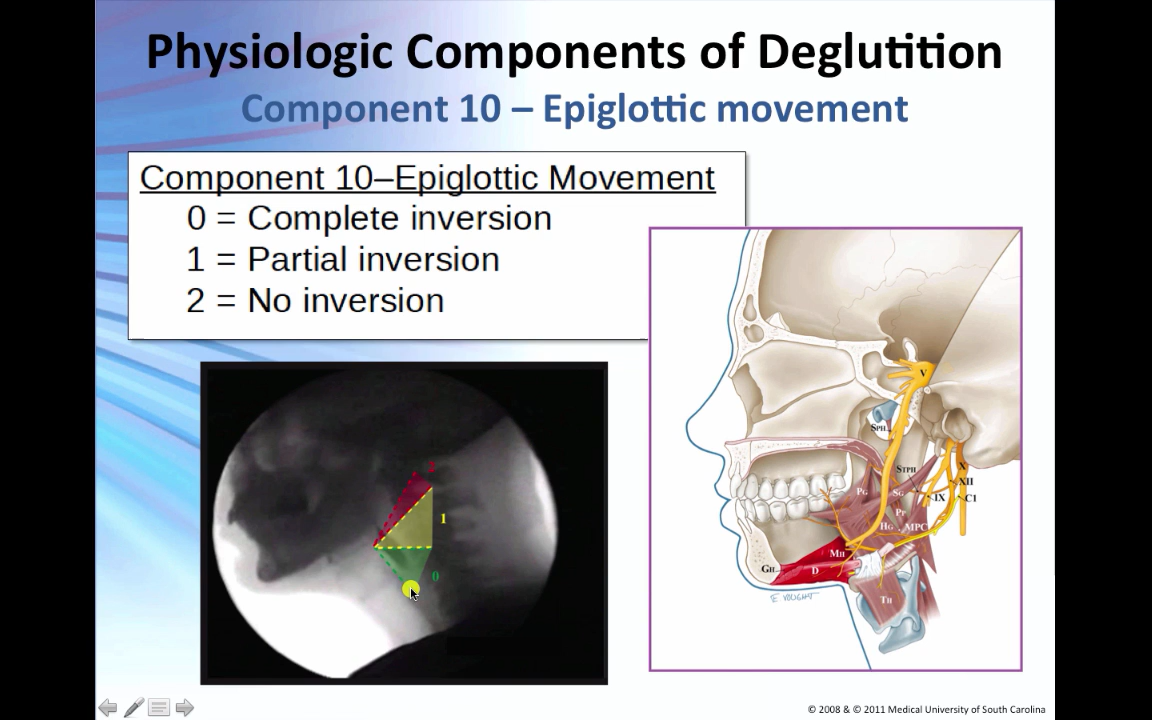 Physiologic Components of Deglutition
Component 10 – Epiglottic movement
Component 10–Epiglottic Movement
0 = Complete inversion
1 = Partial inversion
2 = No inversion
2
1
0
V
SPH
STPH
X
XII
PG
SG
IX
C1
PP
HG
MPC
MH
GH
D
TH
E VOUGHT
© 2008 & © 2011 Medical University of South Carolina